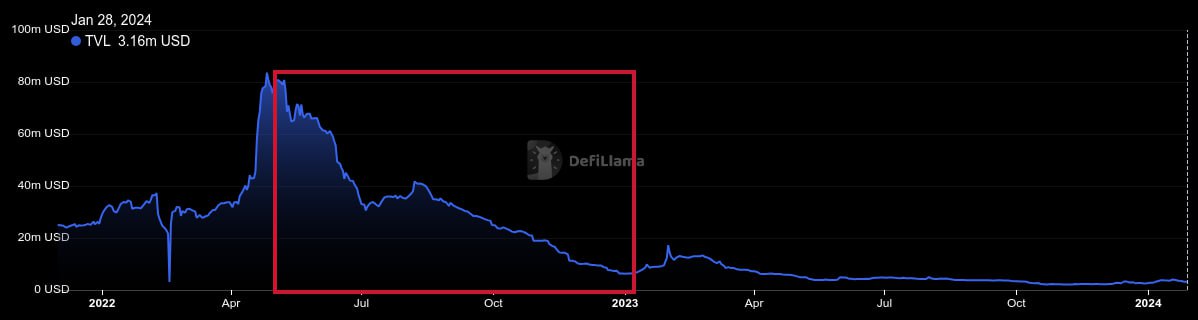 Jan 28, 2024
100m USD
TVL 3.16m USD
80m USD
60m USD
DefiLlama
40m USD
20m USD
0 USD
2022 Apr Jul Oct 2023 Apr Jul Oct 2024